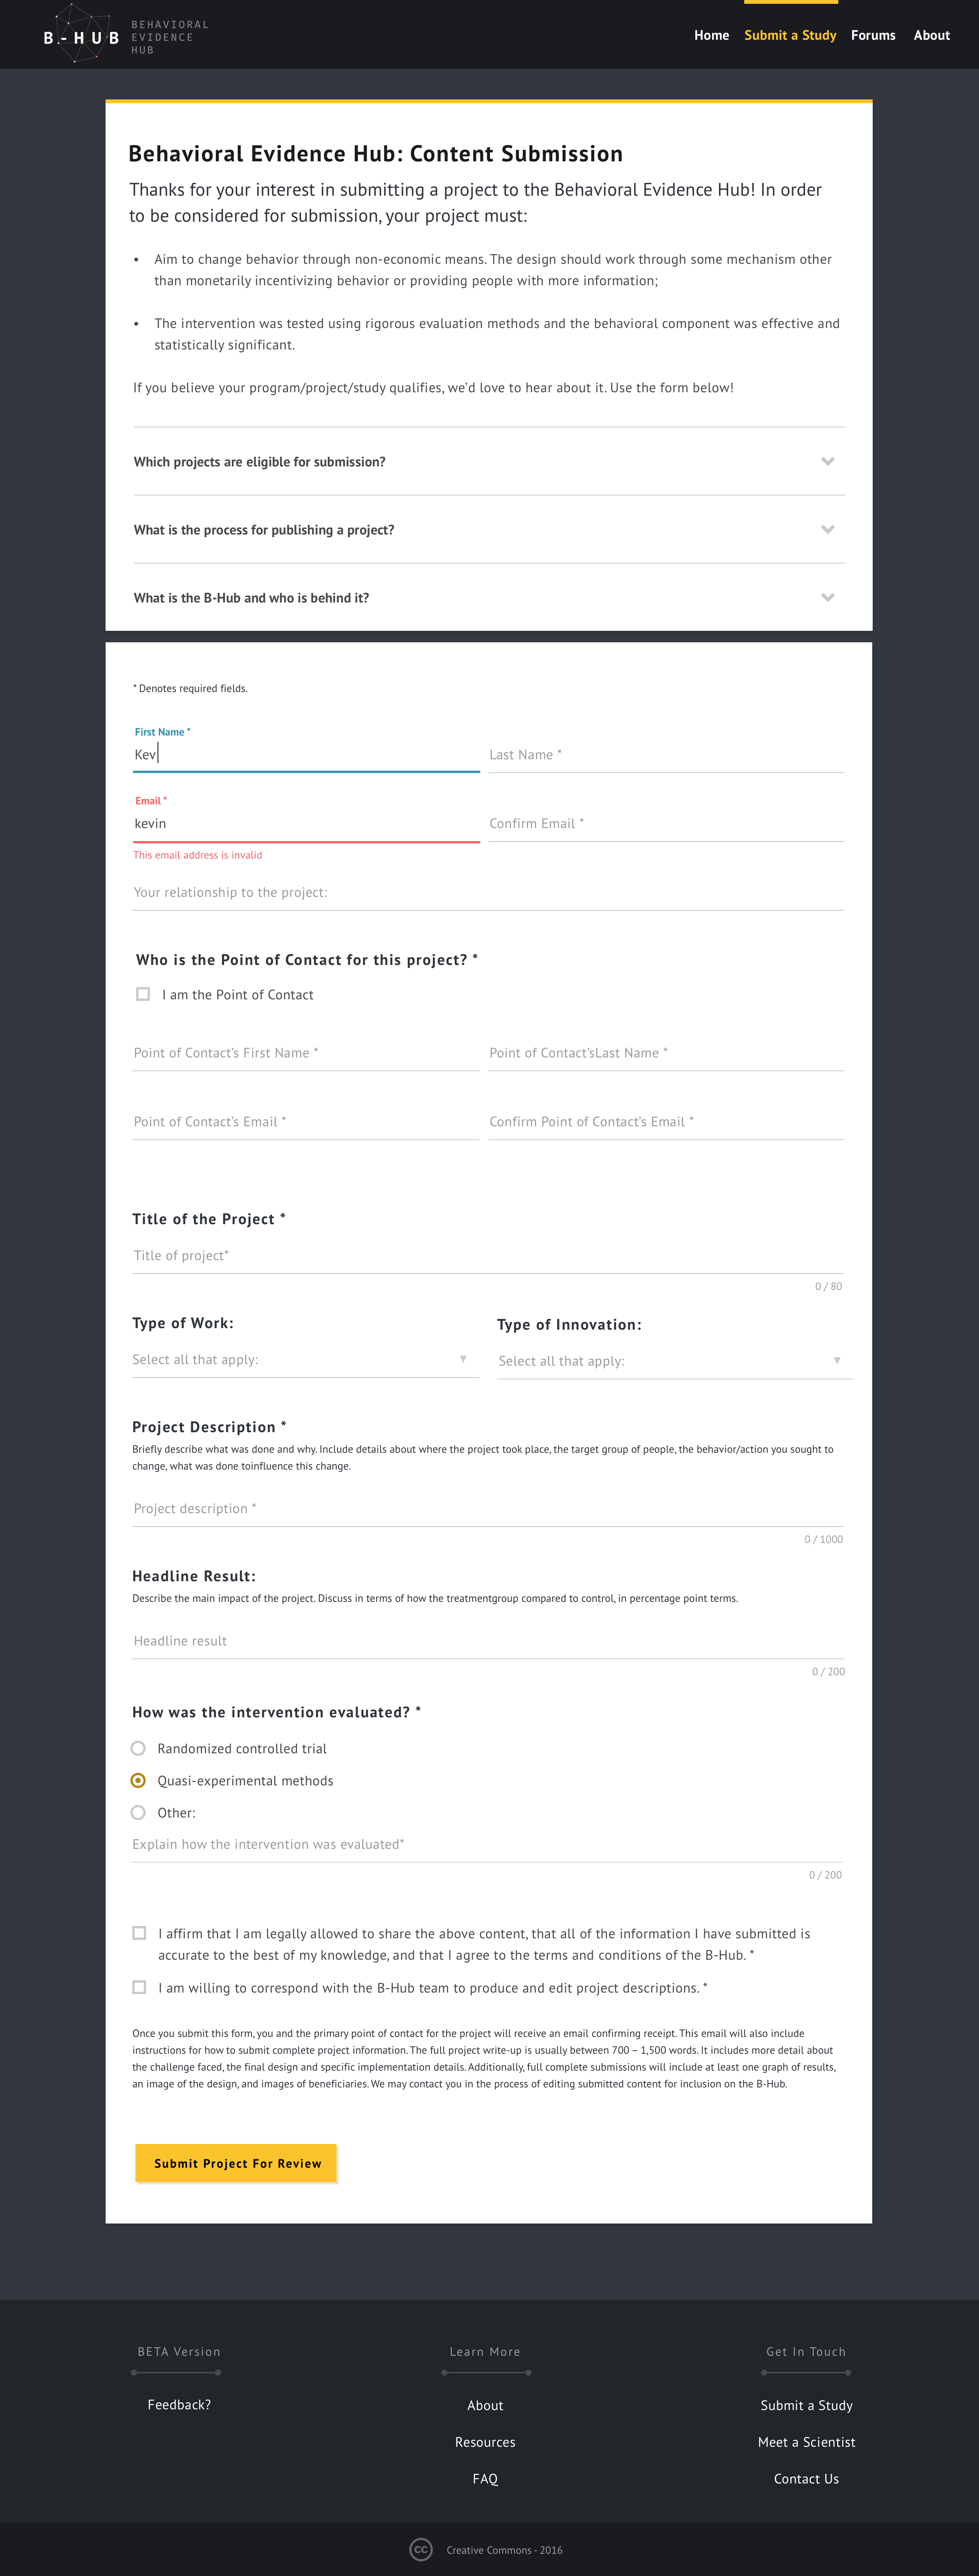 B-HUB
BEHAVIORAL
EVIDENCE
HUB
Home Submit a Study Forums About
Behavioral Evidence Hub: Content Submission
Thanks for your interest in submitting a project to the Behavioral Evidence Hub! In order
to be considered for submission, your project must:
• Aim to change behavior through non-economic means. The design should work through some mechanism other
than monetarily incentivizing behavior or providing people with more information;
• The intervention was tested using rigorous evaluation methods and the behavioral component was effective and
statistically significant.
If you believe your program/project/study qualifies, we'd love to hear about it. Use the form below!
Which projects are eligible for submission?
What is the process for publishing a project?
What is the B-Hub and who is behind it?
* Denotes required fields.
First Name *
Kev
Last Name *
Email *
kevin
Confirm Email *
This email address is invalid
Your relationship to the project:
Who is the Point of Contact for this project? *
I am the Point of Contact
Point of Contact's First Name *
Point of Contact'sLast Name *
Point of Contact's Email *
Confirm Point of Contact's Email *
Title of the Project *
Title of project*
0 / 80
Type of Work:
Type of Innovation:
Select all that apply:
Select all that apply:
Project Description *
Briefly describe what was done and why. Include details about where the project took place, the target group of people, the behavior/action you sought to
change, what was done toinfluence this change.
Project description *
0 / 1000
Headline Result:
Describe the main impact of the project. Discuss in terms of how the treatmentgroup compared to control, in percentage point terms.
Headline result
0 / 200
How was the intervention evaluated? *
Randomized controlled trial
Quasi-experimental methods
Other:
Explain how the intervention was evaluated*
0 / 200
I affirm that I am legally allowed to share the above content, that all of the information I have submitted is
accurate to the best of my knowledge, and that I agree to the terms and conditions of the B-Hub. *
I am willing to correspond with the B-Hub team to produce and edit project descriptions. *
Once you submit this form, you and the primary point of contact for the project will receive an email confirming receipt. This email will also include
instructions for how to submit complete project information. The full project write-up is usually between 700 – 1,500 words. It includes more detail about
the challenge faced, the final design and specific implementation details. Additionally, full complete submissions will include at least one graph of results,
an image of the design, and images of beneficiaries. We may contact you in the process of editing submitted content for inclusion on the B-Hub.
Submit Project For Review
BETA Version
Feedback?
Learn More
About
Resources
FAQ
Get In Touch
Submit a Study
Meet a Scientist
Contact Us
CC Creative Commons - 2016